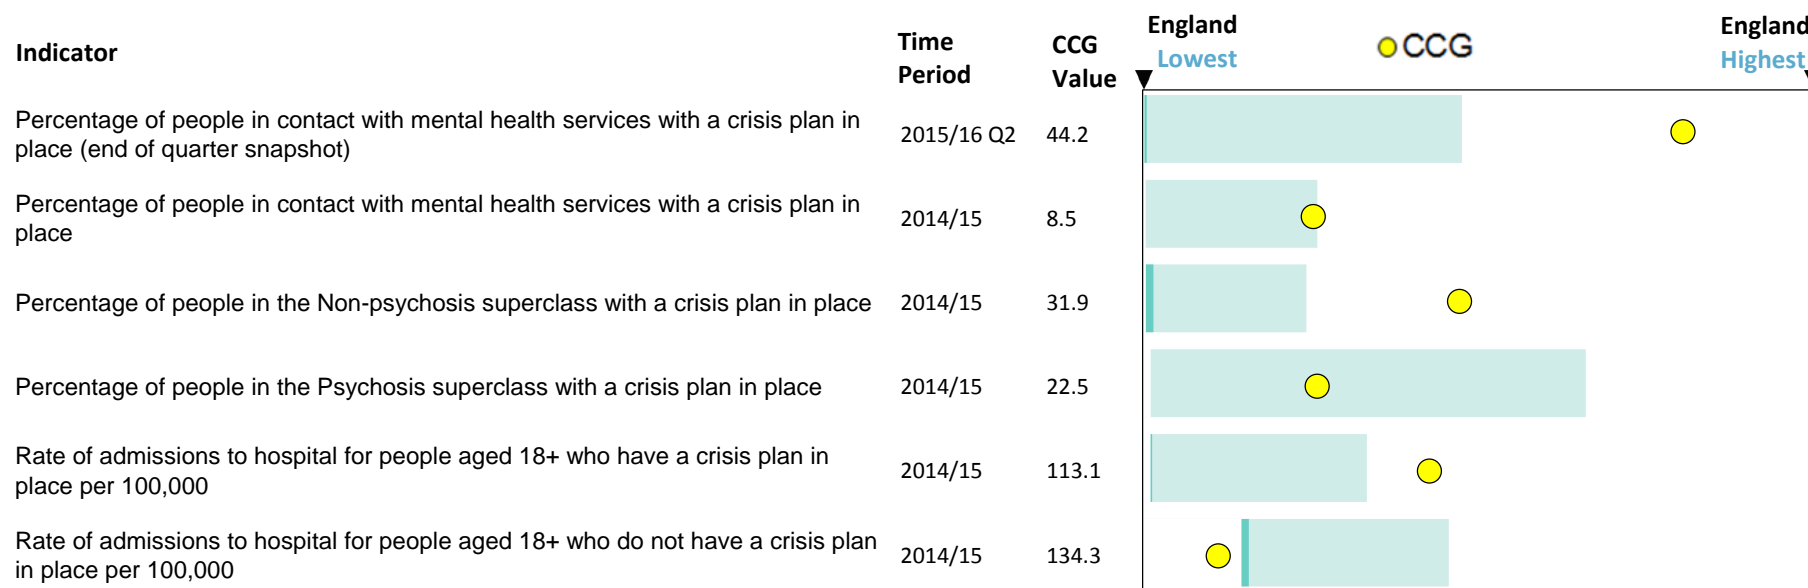 Indicator
Time
Period
CCG
Value
England
Lowest
CCG
England
Highest
Percentage of people in contact with mental health services with a crisis plan in
place (end of quarter snapshot)
2015/16 Q2
44.2
Percentage of people in contact with mental health services with a crisis plan in
place
2014/15
8.5
Percentage of people in the Non-psychosis superclass with a crisis plan in place
2014/15
31.9
Percentage of people in the Psychosis superclass with a crisis plan in place
2014/15
22.5
Rate of admissions to hospital for people aged 18+ who have a crisis plan in
place per 100,000
2014/15
113.1
Rate of admissions to hospital for people aged 18+ who do not have a crisis plan
in place per 100,000
2014/15
134.3